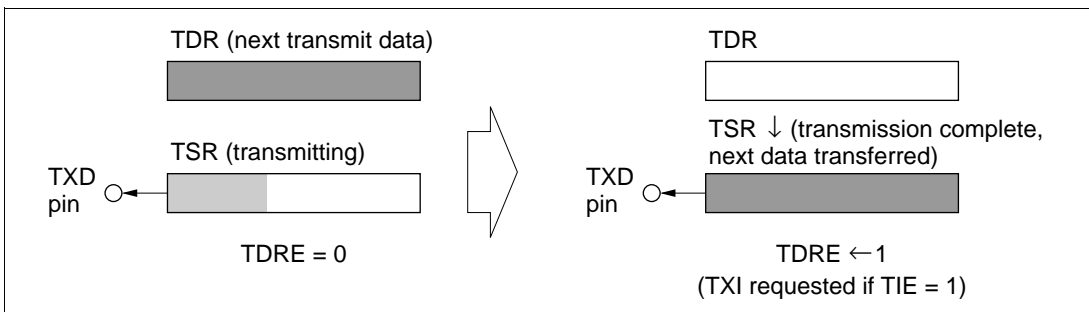 TDR (next transmit data)
TSR (transmitting)
TXD
pin
TDRE = 0
TDR
TSR ↓ (transmission complete,
next data transferred)
TXD
pin
TDRE ←1
(TXI requested if TIE = 1)